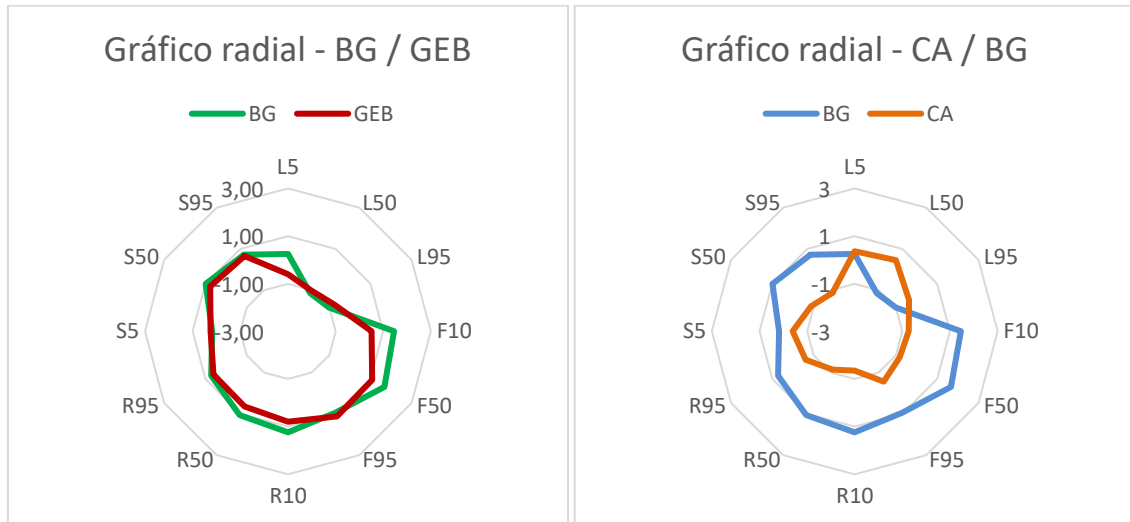 Gráfico radial - BG / GEB
BG GEB
L5
L50
L95
F10
F50
F95
R10
R50
R95
S5
S50
S95
3,00
1,00
-1,00
-3,00
Gráfico radial - CA / BG
BG CA
L5
L50
L95
F10
F50
F95
R10
R50
R95
S5
S50
S95
3
1
-1
-3